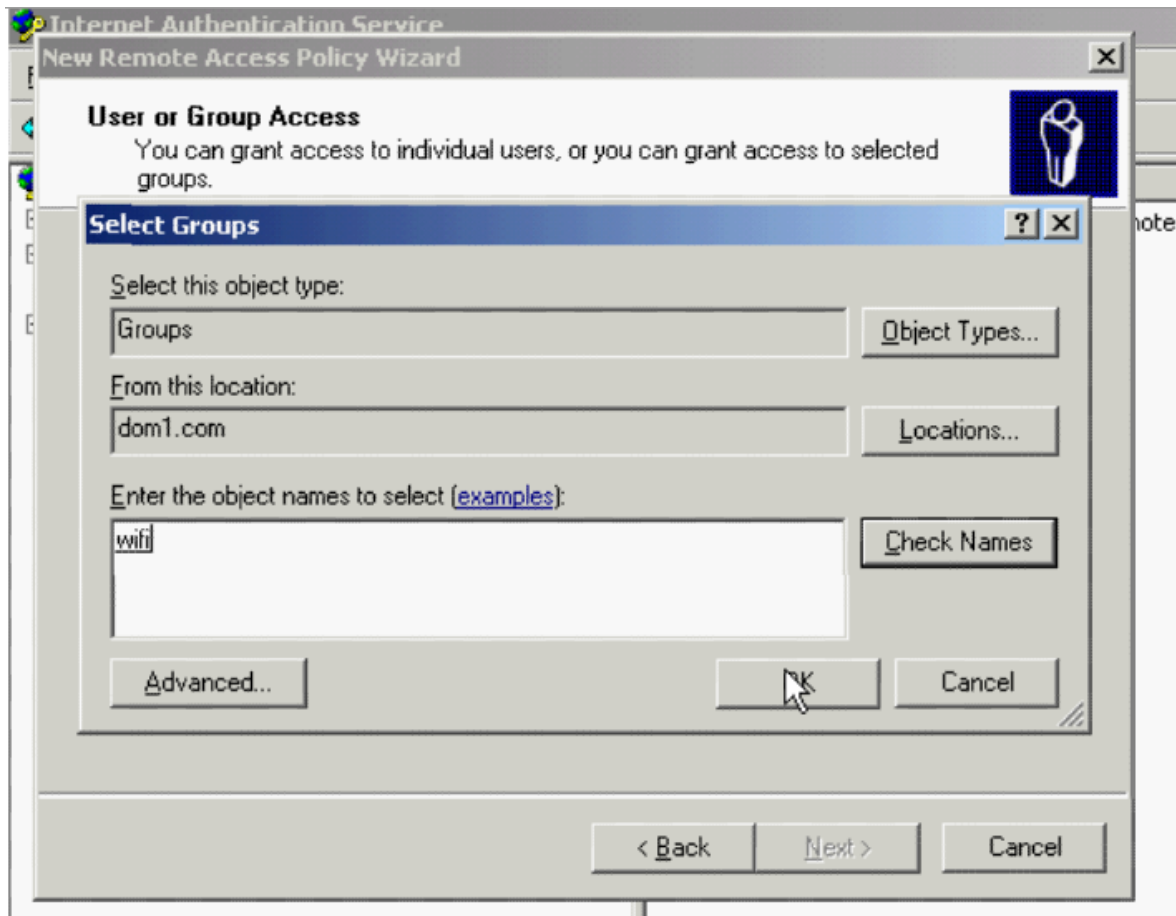 Internet Authentication Service
New Remote Access Policy Wizard
User or Group Access
You can grant access to individual users, or you can grant access to selected
groups.
Select Groups
Select this object type:
Groups
Object Types...
From this location:
dom1.com
Locations...
Enter the object names to select (examples):
wifi
Check Names
Advanced...
Cancel
< Back
Next >
Cancel